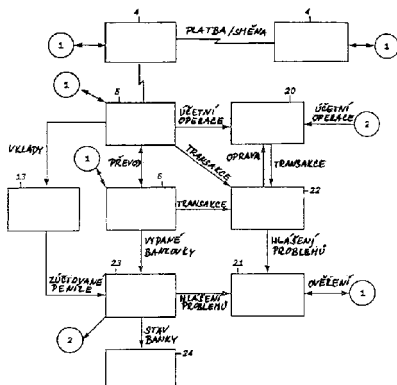 4
PLATBA/SMĚNA
4
1
1
1
5
ÚČETNÍ
OPERACE
20
ÚČETNÍ
OPERACE
2
VKLADY
PŘEVOD
TRANSAKCE
OPRAVA
TRANSAKCE
13
1
6
TRANSAKCE
22
VYDANÉ
BANKOVKY
HLÁŠENÍ
PROBLÉMŮ
ZÚČTOVANÉ
PENÍZE
23
HLÁŠENÍ
PROBLÉMŮ
21
OVĚŘENÍ
1
2
STAV
BANKY
24